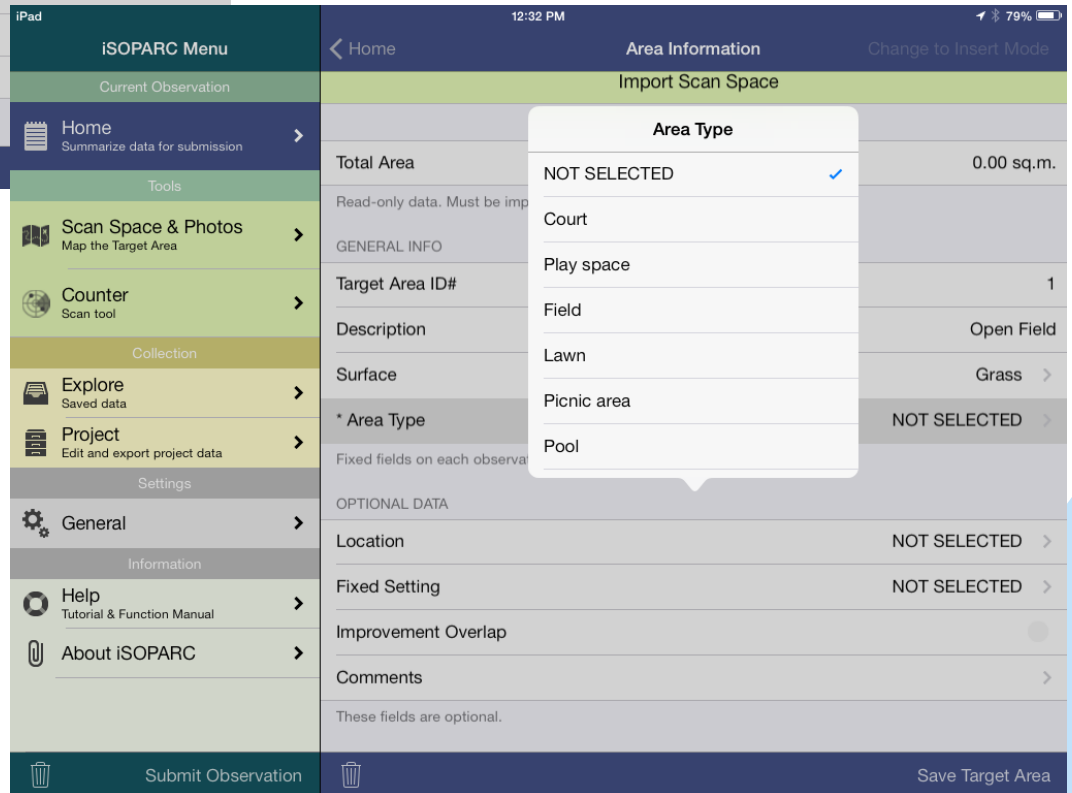 iPad 12:32 PM 79%
iSOPARC Menu
Current Observation
Home
Summarize data for submission
Tools
Scan Space & Photos
Map the Target Area
Counter
Scan tool
Collection
Explore
Saved data
Project
Edit and export project data
Settings
General
Information
Help
Tutorial & Function Manual
About iSOPARC
Submit Observation
Home Area Information Change to Insert Mode
Import Scan Space
Total Area 0.00 sq.m.
Read-only data. Must be imp
GENERAL INFO
Target Area ID# 1
Description Open Field
Surface Grass
* Area Type NOT SELECTED
Fixed fields on each observa
Area Type
NOT SELECTED
Court
Play space
Field
Lawn
Picnic area
Pool
OPTIONAL DATA
Location NOT SELECTED
Fixed Setting NOT SELECTED
Improvement Overlap
Comments
These fields are optional.
Save Target Area